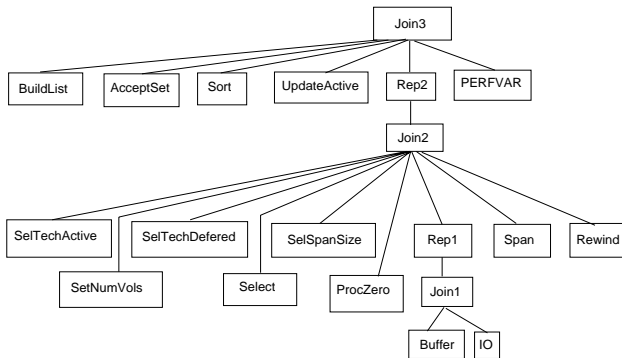 Join3
BuildList
AcceptSet
Sort
UpdateActive
Rep2
PERFVAR
Join2
SelTechActive
SelTechDefered
SelSpanSize
Rep1
Span
Rewind
SetNumVols
Select
ProcZero
Join1
Buffer
IO